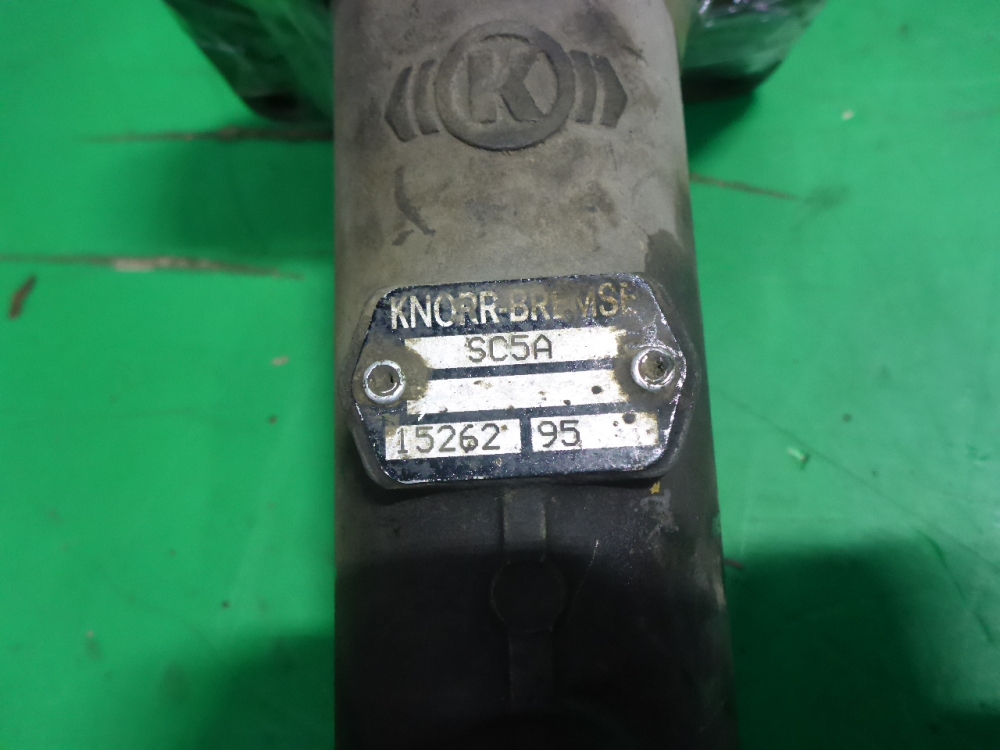 K
KNORR-BREMSE
SC5A
15262 95